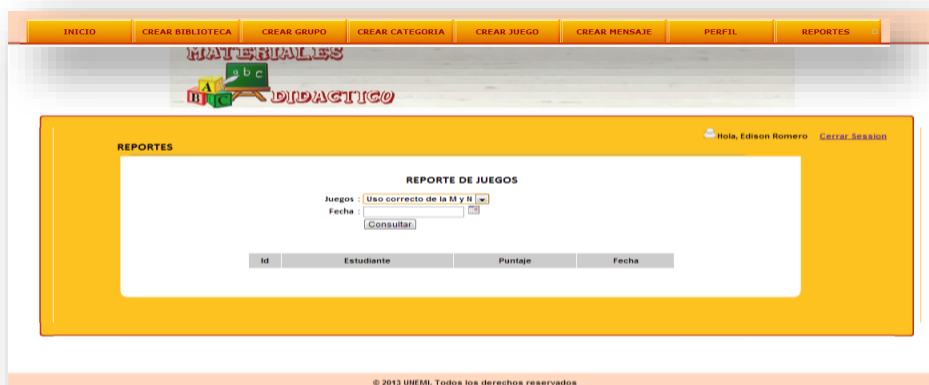 INICIO CREAR BIBLIOTECA CREAR GRUPO CREAR CATEGORIA CREAR JUEGO CREAR MENSAJE PERFIL REPORTES
MATERIALES
a b c
A
B C
DIDACTICO
Hola, Edison Romero Cerrar Session
REPORTES
REPORTE DE JUEGOS
Juegos : Uso correcto de la M y N
Fecha :
Consultar
Id Estudiante Puntaje Fecha
© 2013 UNEMI. Todos los derechos reservados